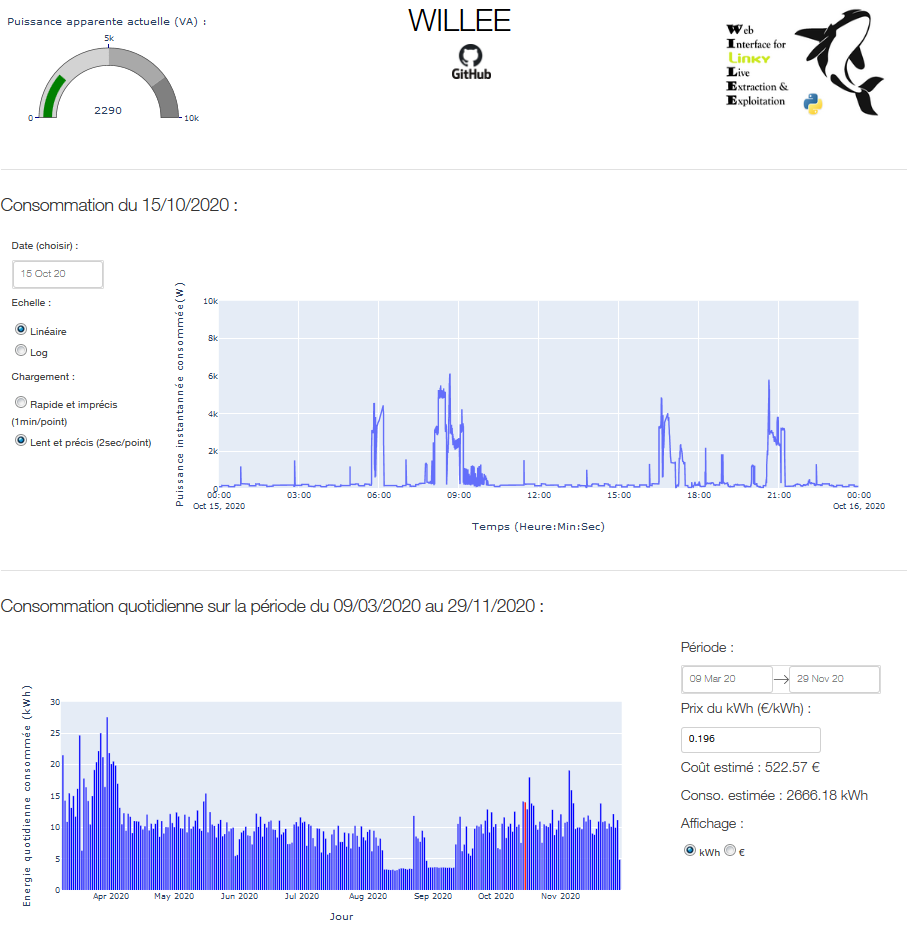 Puissance apparente actuelle (VA) :
5k
0
2290
10k
WILLEE
GitHub
Web
Interface for
Linky
Live
Extraction &
Exploitation
Consommation du 15/10/2020 :
Date (choisir) :
15 Oct 20
Echelle :
Linéaire
Log
Chargement :
Rapide et imprécis
(1min/point)
Lent et précis (2sec/point)
Puissance instantannée consommée(W)
10k
8k
6k
4k
2k
0
00:00
03:00
06:00
09:00
12:00
15:00
18:00
21:00
00:00
Oct 15, 2020
Oct 16, 2020
Temps (Heure:Min:Sec)
Consommation quotidienne sur la période du 09/03/2020 au 29/11/2020 :
Energie quotidienne consommée (kWh)
30
25
20
15
10
5
0
Apr 2020
May 2020
Jun 2020
Jul 2020
Aug 2020
Sep 2020
Oct 2020
Nov 2020
Jour
Période :
09 Mar 20
29 Nov 20
Prix du kWh (€/kWh) :
0.196
Coût estimé : 522.57 €
Conso. estimée : 2666.18 kWh
Affichage :
kWh
€